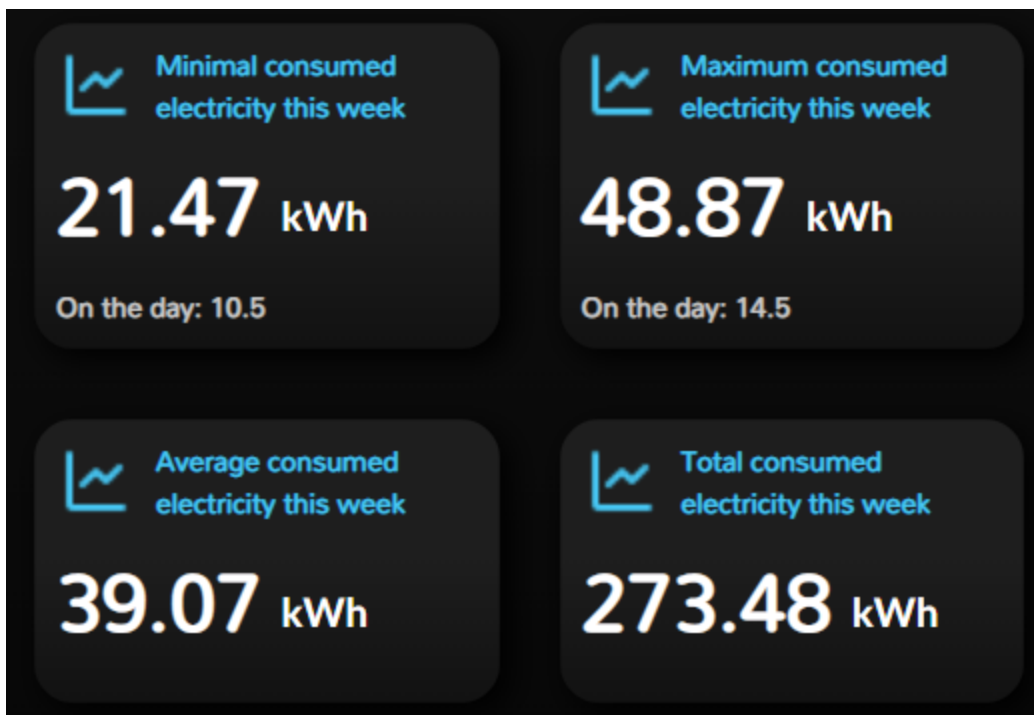 Minimal consumed
electricity this week
21.47 kWh
On the day: 10.5
Maximum consumed
electricity this week
48.87 kWh
On the day: 14.5
Average consumed
electricity this week
39.07 kWh
Total consumed
electricity this week
273.48 kWh